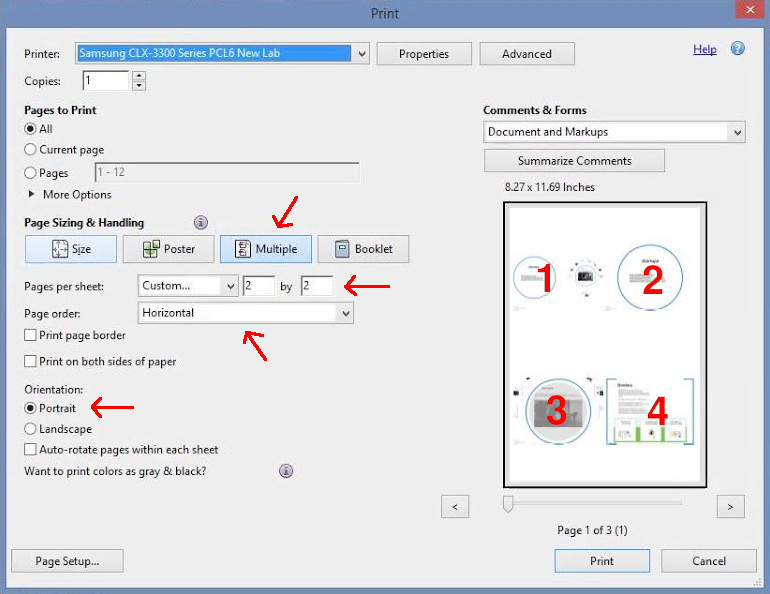 Print
Printer: Samsung CLX-3300 Series PCL6 New Lab Properties Advanced Help
Copies: 1
Pages to Print
All
Current page
Pages 1 - 12
More Options
Comments & Forms
Document and Markups
Summarize Comments
8.27 x 11.69 Inches
Page Sizing & Handling
Size Poster Multiple Booklet
Pages per sheet: Custom... 2 by 2
Page order: Horizontal
Print page border
Print on both sides of paper
Orientation:
Portrait
Landscape
Auto-rotate pages within each sheet
Want to print colors as gray & black?
1 2
3 4
< >
Page 1 of 3 (1)
Page Setup... Print Cancel